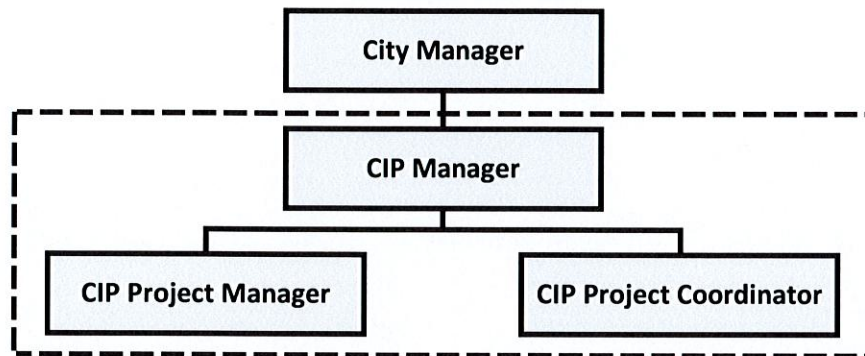 City Manager
CIP Manager
CIP Project Manager
CIP Project Coordinator